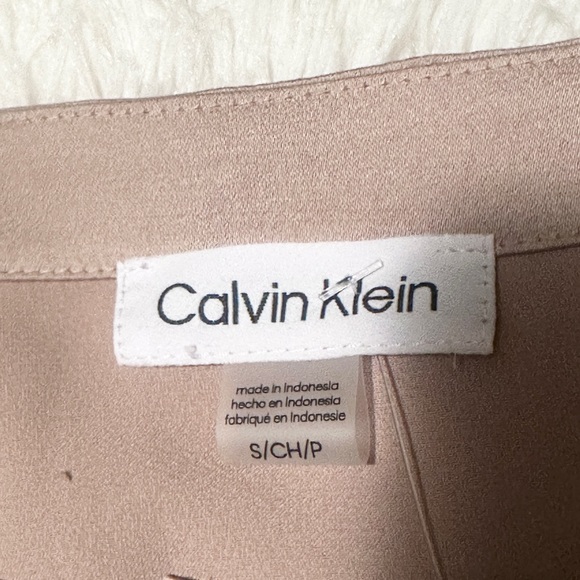 Calvin Klein
made in Indonesia
hecho en Indonesia
fabriqué en Indonesie
S/CH/P